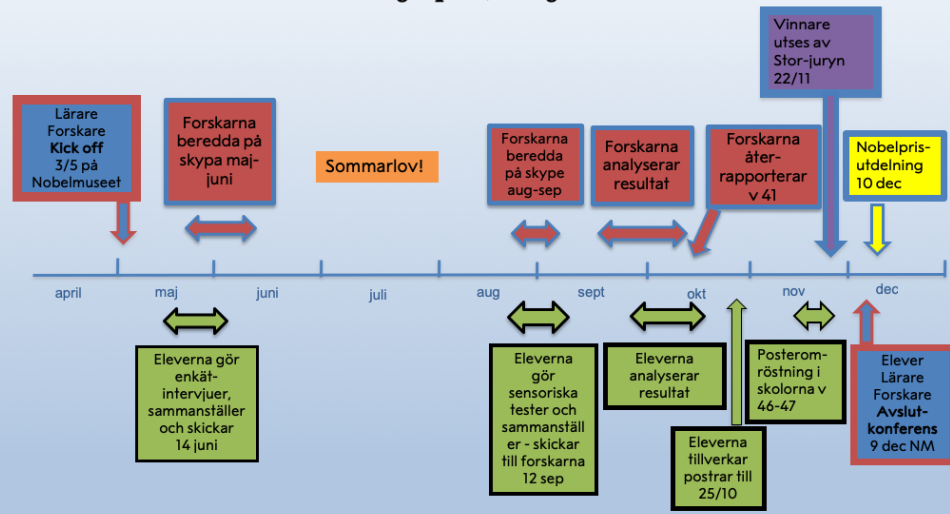 Vinnare
utses av
Stor-juryn
22/11
Lärare
Forskare
Kick off
3/5 på
Nobelmuseet
Forskarna
beredda på
skypa maj-
juni
Sommarlov!
Forskarna
beredda
på skype
aug-sep
Forskarna
analyserar
resultat
Forskarna
åter-
rapporterar
v 41
Nobelpris-
utdelning
10 dec
april
maj
juni
juli
aug
sept
okt
nov
dec
Eleverna gör
enkät-
intervjuer,
sammanställer
och skickar
14 juni
Eleverna
gör
sensoriska
tester och
sammanställ
er - skickar
till forskarna
12 sep
Eleverna
analyserar
resultat
Eleverna
tillverkar
postrar till
25/10
Posterom-
röstning i
skolorna v
46-47
Elever
Lärare
Forskare
Avslut-
konferens
9 dec NM